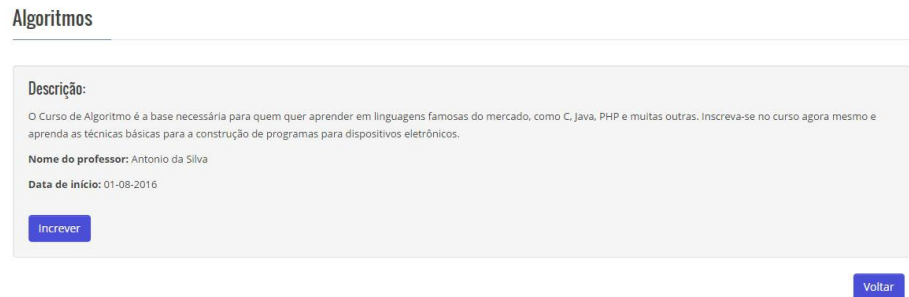 Algoritmos
Descrição:
O Curso de Algoritmo é a base necessária para quem quer aprender em linguagens famosas do mercado, como C, Java, PHP e muitas outras. Inscreva-se no curso agora mesmo e
aprenda as técnicas básicas para a construção de programas para dispositivos eletrônicos.
Nome do professor: Antonio da Silva
Data de início: 01-08-2016
Increver
Voltar